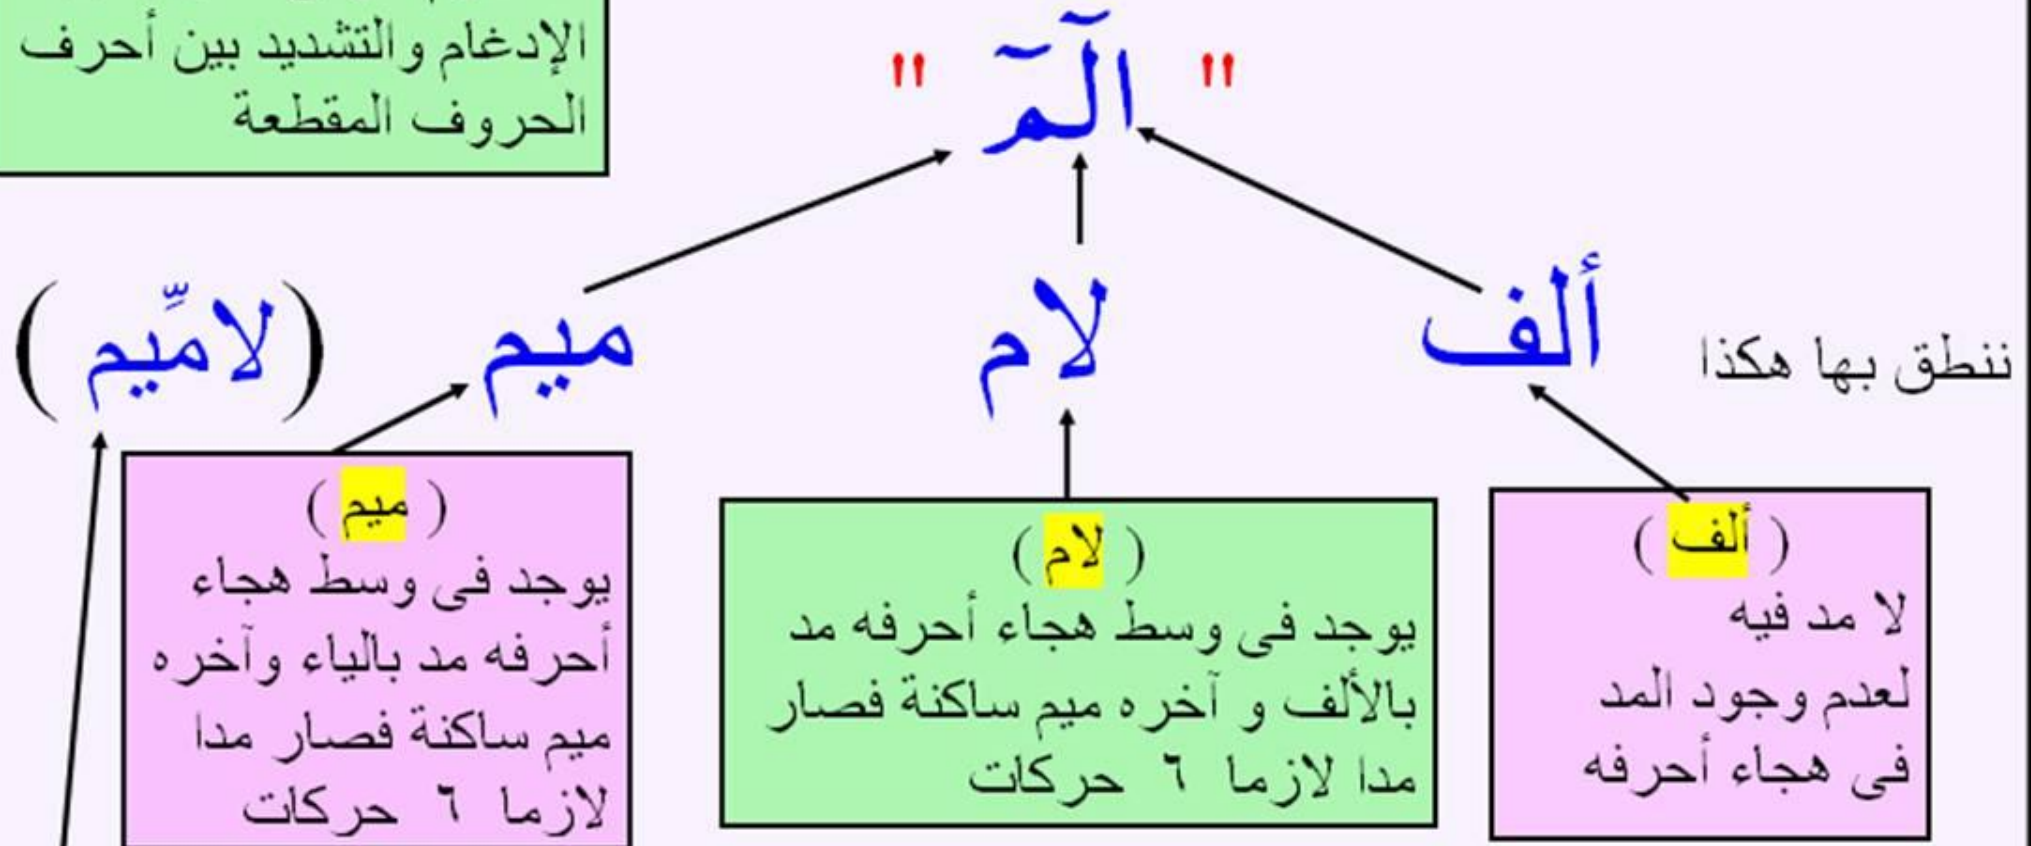 الإدغام والتشديد بين أحرف
الحروف المقطعة
" الٓمٓ "
ننطق بها هكذا ألف لام ميم (لامِّيم)
( ألف )
لا مد فيه
لعدم وجود المد
فى هجاء أحرفه
( لام )
يوجد فى وسط هجاء أحرفه مد
بالألف و آخره ميم ساكنة فصار
مدا لازما ٦ حركات
( ميم )
يوجد فى وسط هجاء
أحرفه مد بالياء وآخره
ميم ساكنة فصار مدا
لازما ٦ حركات